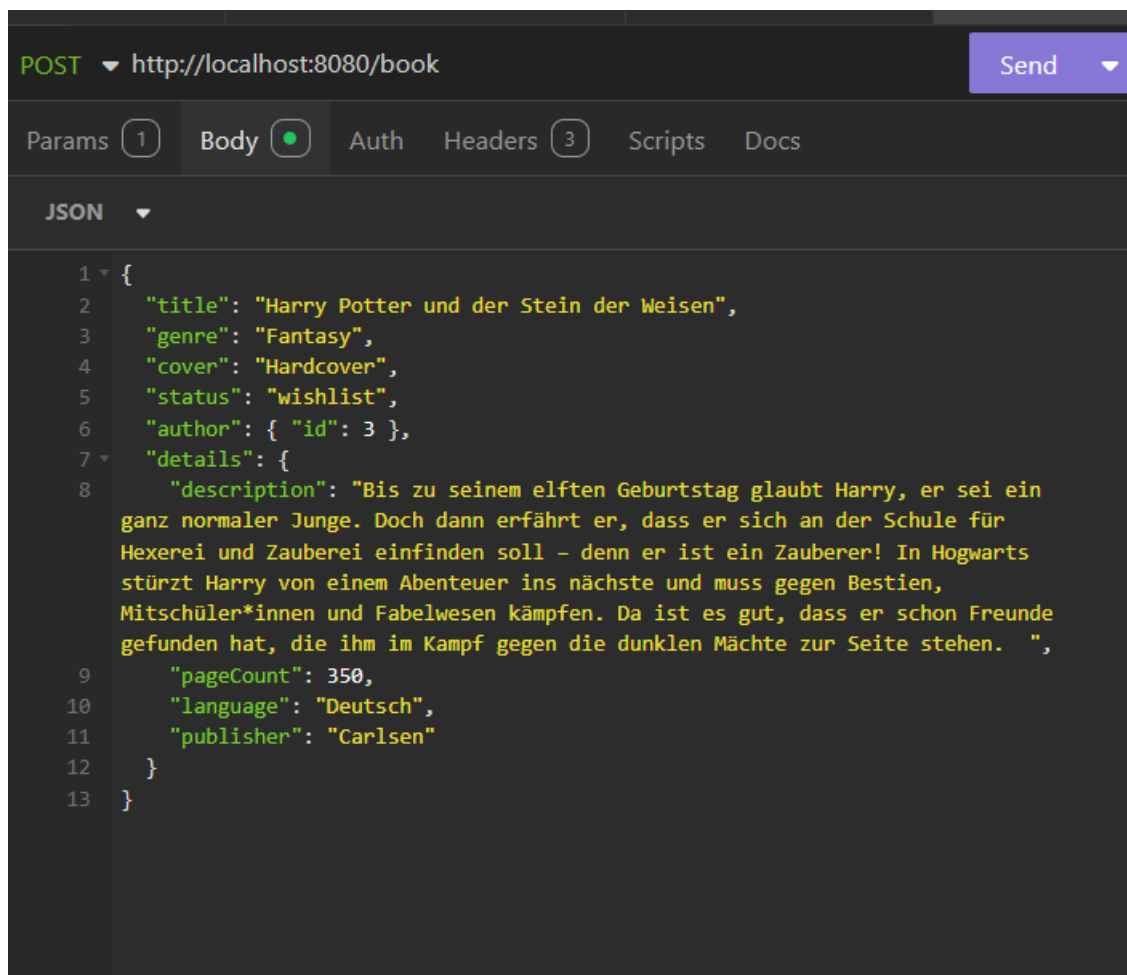 POST http://localhost:8080/book Send
Params 1 Body Auth Headers 3 Scripts Docs
JSON
1 {
2 "title": "Harry Potter und der Stein der Weisen",
3 "genre": "Fantasy",
4 "cover": "Hardcover",
5 "status": "wishlist",
6 "author": { "id": 3 },
7 "details": {
8 "description": "Bis zu seinem elften Geburtstag glaubt Harry, er sei ein
ganz normaler Junge. Doch dann erfährt er, dass er sich an der Schule für
Hexerei und Zauberei einfinden soll – denn er ist ein Zauberer! In Hogwarts
stürzt Harry von einem Abenteuer ins nächste und muss gegen Bestien,
Mitschüler*innen und Fabelwesen kämpfen. Da ist es gut, dass er schon Freunde
gefunden hat, die ihm im Kampf gegen die dunklen Mächte zur Seite stehen.  ",
9 "pageCount": 350,
10 "language": "Deutsch",
11 "publisher": "Carlsen"
12 }
13 }